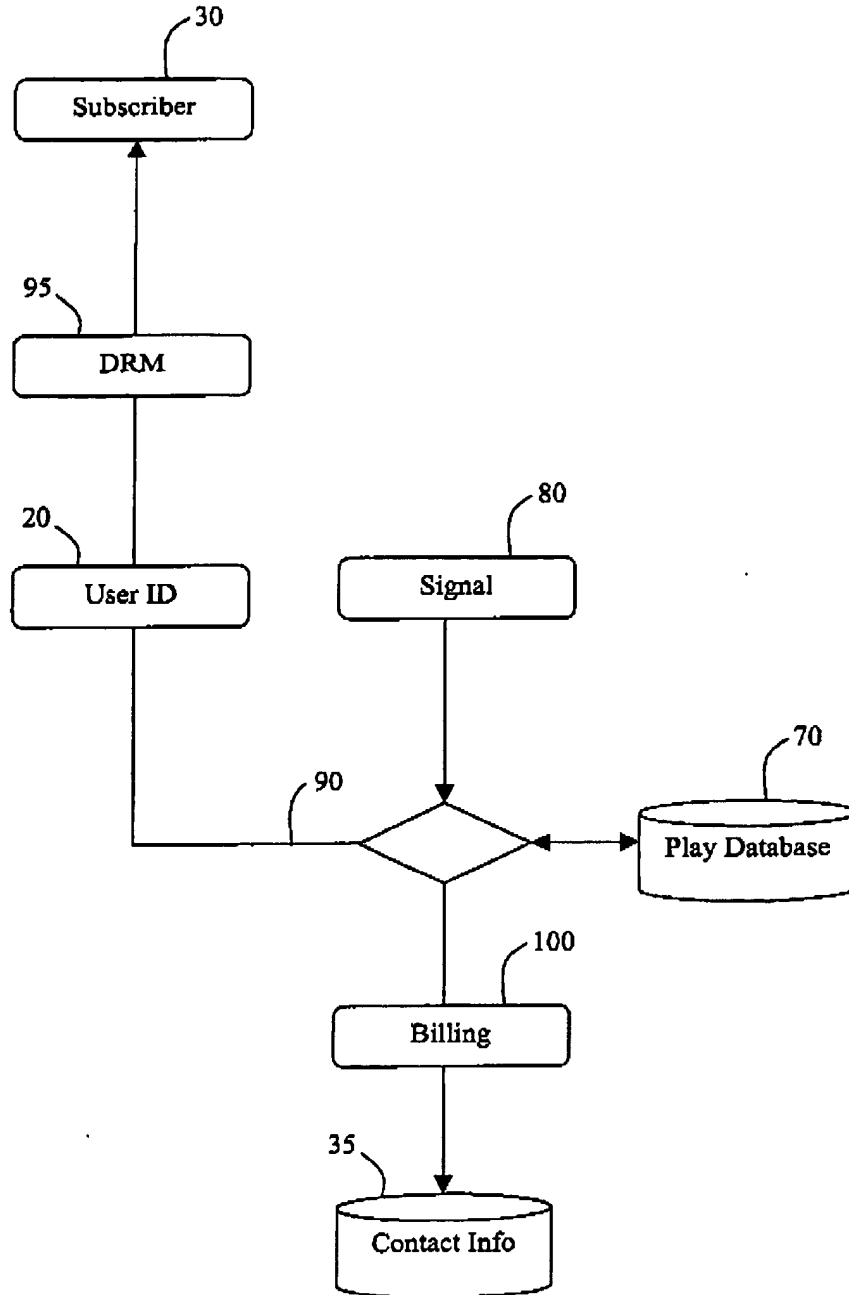 30
Subscriber
95
DRM
20
User ID
80
Signal
70
Play Database
90
100
Billing
35
Contact Info